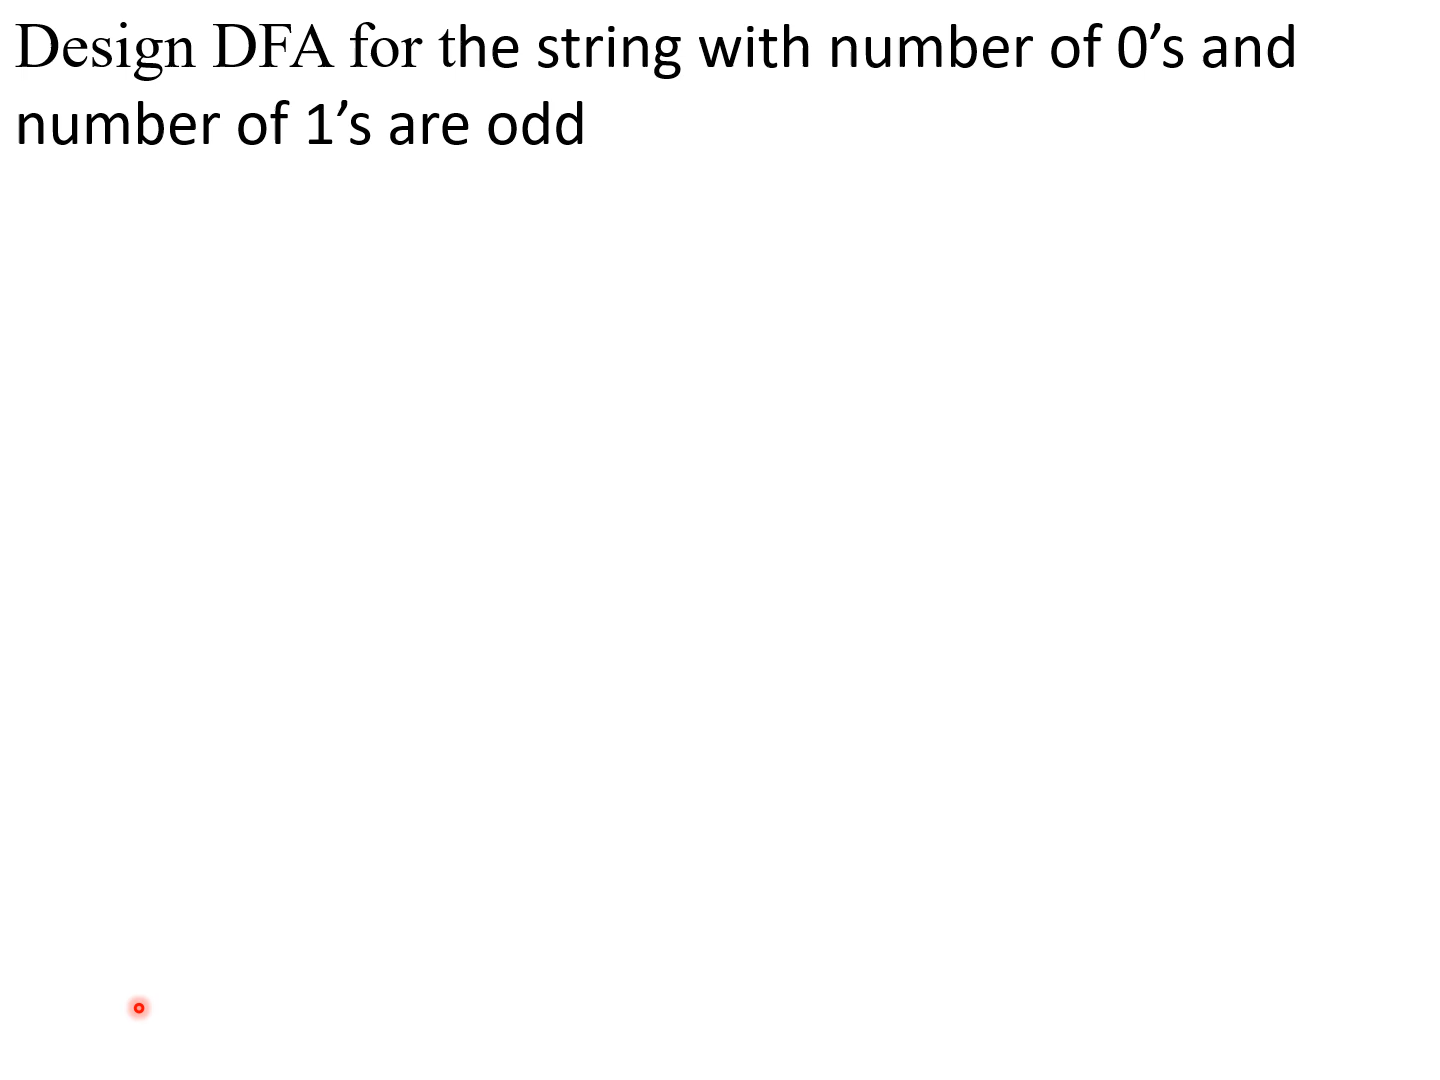 Design DFA for the string with number of 0’s and
number of 1’s are odd